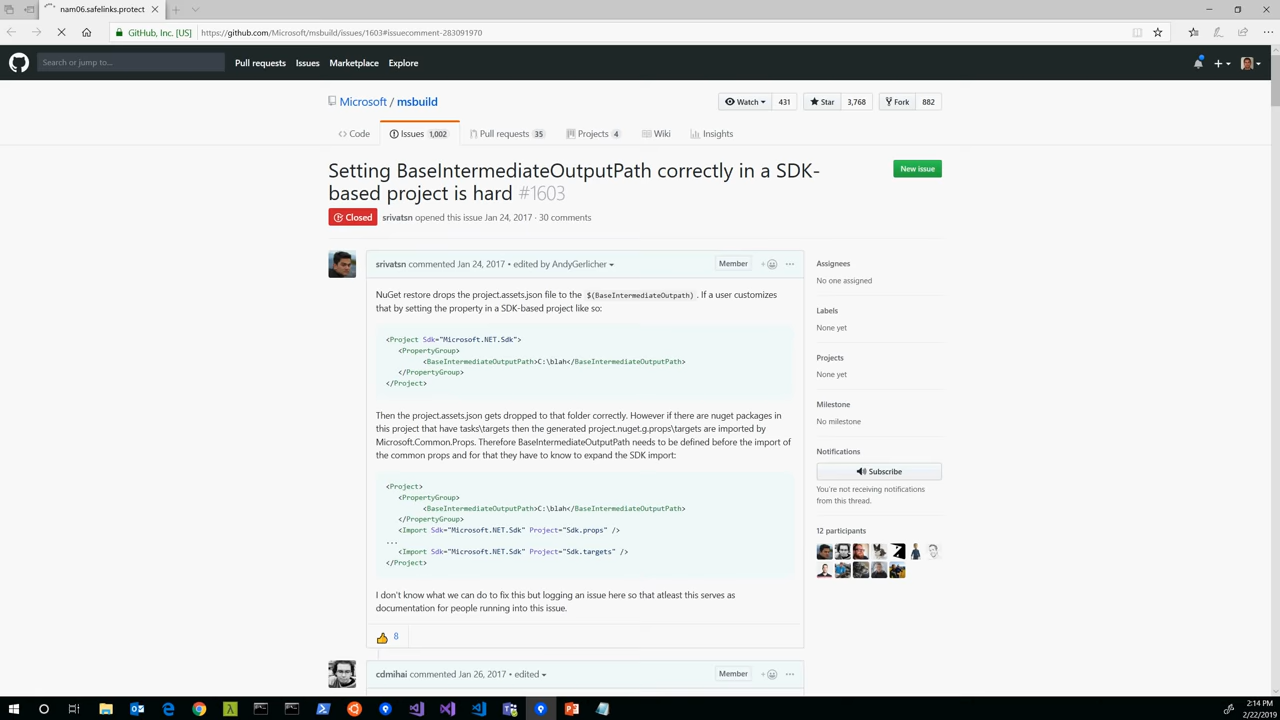 nam06.safelinks.protect
GitHub, Inc. [US]
https://github.com/Microsoft/msbuild/issues/1603#issuecomment-283091970
Search or jump to...
Pull requests
Issues
Marketplace
Explore
Microsoft / msbuild
Watch 431
Star 3,768
Fork 882
Code
Issues 1,002
Pull requests 35
Projects 4
Wiki
Insights
Setting BaseIntermediateOutputPath correctly in a SDK-
based project is hard #1603
New issue
Closed srivatsn opened this issue Jan 24, 2017 · 30 comments
srivatsn commented Jan 24, 2017 • edited by AndyGerlicher
Member
NuGet restore drops the project.assets.json file to the $(BaseIntermediateOutpath) . If a user customizes
that by setting the property in a SDK-based project like so:
<Project Sdk="Microsoft.NET.Sdk">
<PropertyGroup>
<BaseIntermediateOutputPath>C:\blah</BaseIntermediateOutputPath>
</PropertyGroup>
</Project>
Then the project.assets.json gets dropped to that folder correctly. However if there are nuget packages in
this project that have tasks\targets then the generated project.nuget.g.props\targets are imported by
Microsoft.Common.Props. Therefore BaseIntermediateOutputPath needs to be defined before the import of
the common props and for that they have to know to expand the SDK import:
<Project>
<PropertyGroup>
<BaseIntermediateOutputPath>C:\blah</BaseIntermediateOutputPath>
</PropertyGroup>
<Import Sdk="Microsoft.NET.Sdk" Project="Sdk.props" />
...
<Import Sdk="Microsoft.NET.Sdk" Project="Sdk.targets" />
</Project>
I don't know what we can do to fix this but logging an issue here so that atleast this serves as
documentation for people running into this issue.
8
cdmihai commented Jan 26, 2017 • edited
Member
Assignees
No one assigned
Labels
None yet
Projects
None yet
Milestone
No milestone
Notifications
Subscribe
You're not receiving notifications
from this thread.
12 participants
2:14 PM
2/22/2019